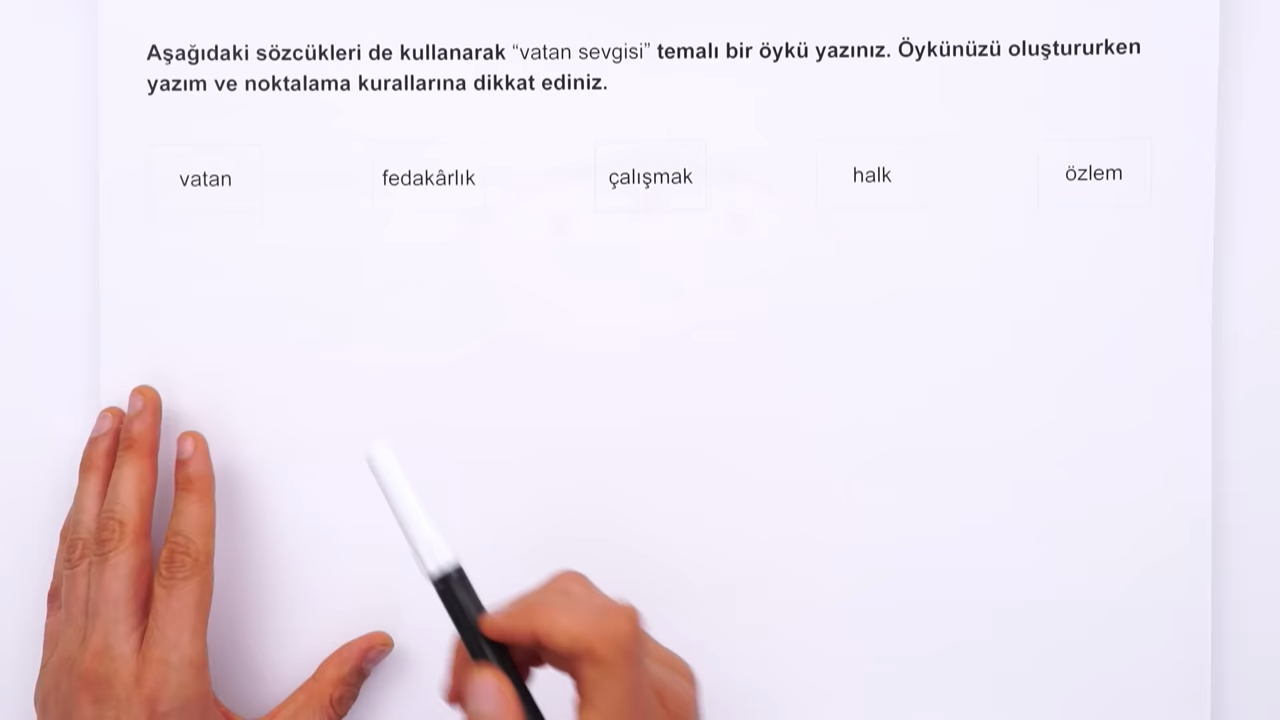 Aşağıdaki sözcükleri de kullanarak “vatan sevgisi” temalı bir öykü yazınız. Öykünüzü oluştururken
yazım ve noktalama kurallarına dikkat ediniz.
vatan fedakârlık çalışmak halk özlem